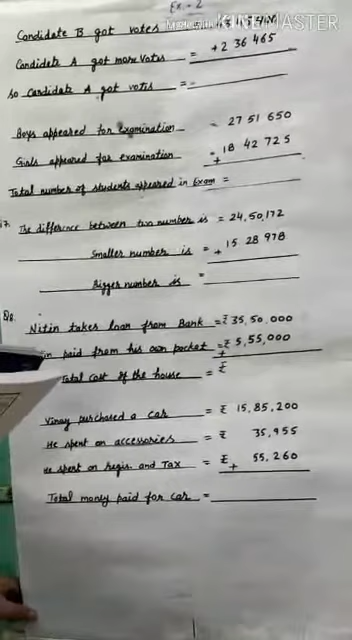 Ex.-2
Made with KINEMASTER
Candidate B got votes
Candidate A got more Votes = +2 36 465
So Candidate A got votes =
Boys appeared for examination = 27 51 650
Girls appeared for examination = + 18 42 725
Total number of students appeared in Exam =
The difference between two number is = 24,50,172
Smaller number is = + 15 28 978
Bigger number is =
Q8.
Nitin takes loan from Bank = ₹ 35,50,000
paid from his own pocket = + ₹ 5,55,000
Total cost of the house = ₹
Vinay purchased a car = ₹ 15,85,200
He spent on accessories = ₹ 35,955
He spent on regis. and Tax = ₹ + 55,260
Total money paid for car =